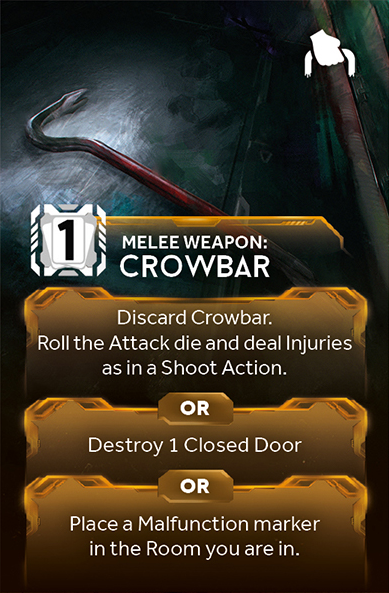 1
MELEE WEAPON:
CROWBAR
Discard Crowbar.
Roll the Attack die and deal Injuries
as in a Shoot Action.
OR
Destroy 1 Closed Door
OR
Place a Malfunction marker
in the Room you are in.